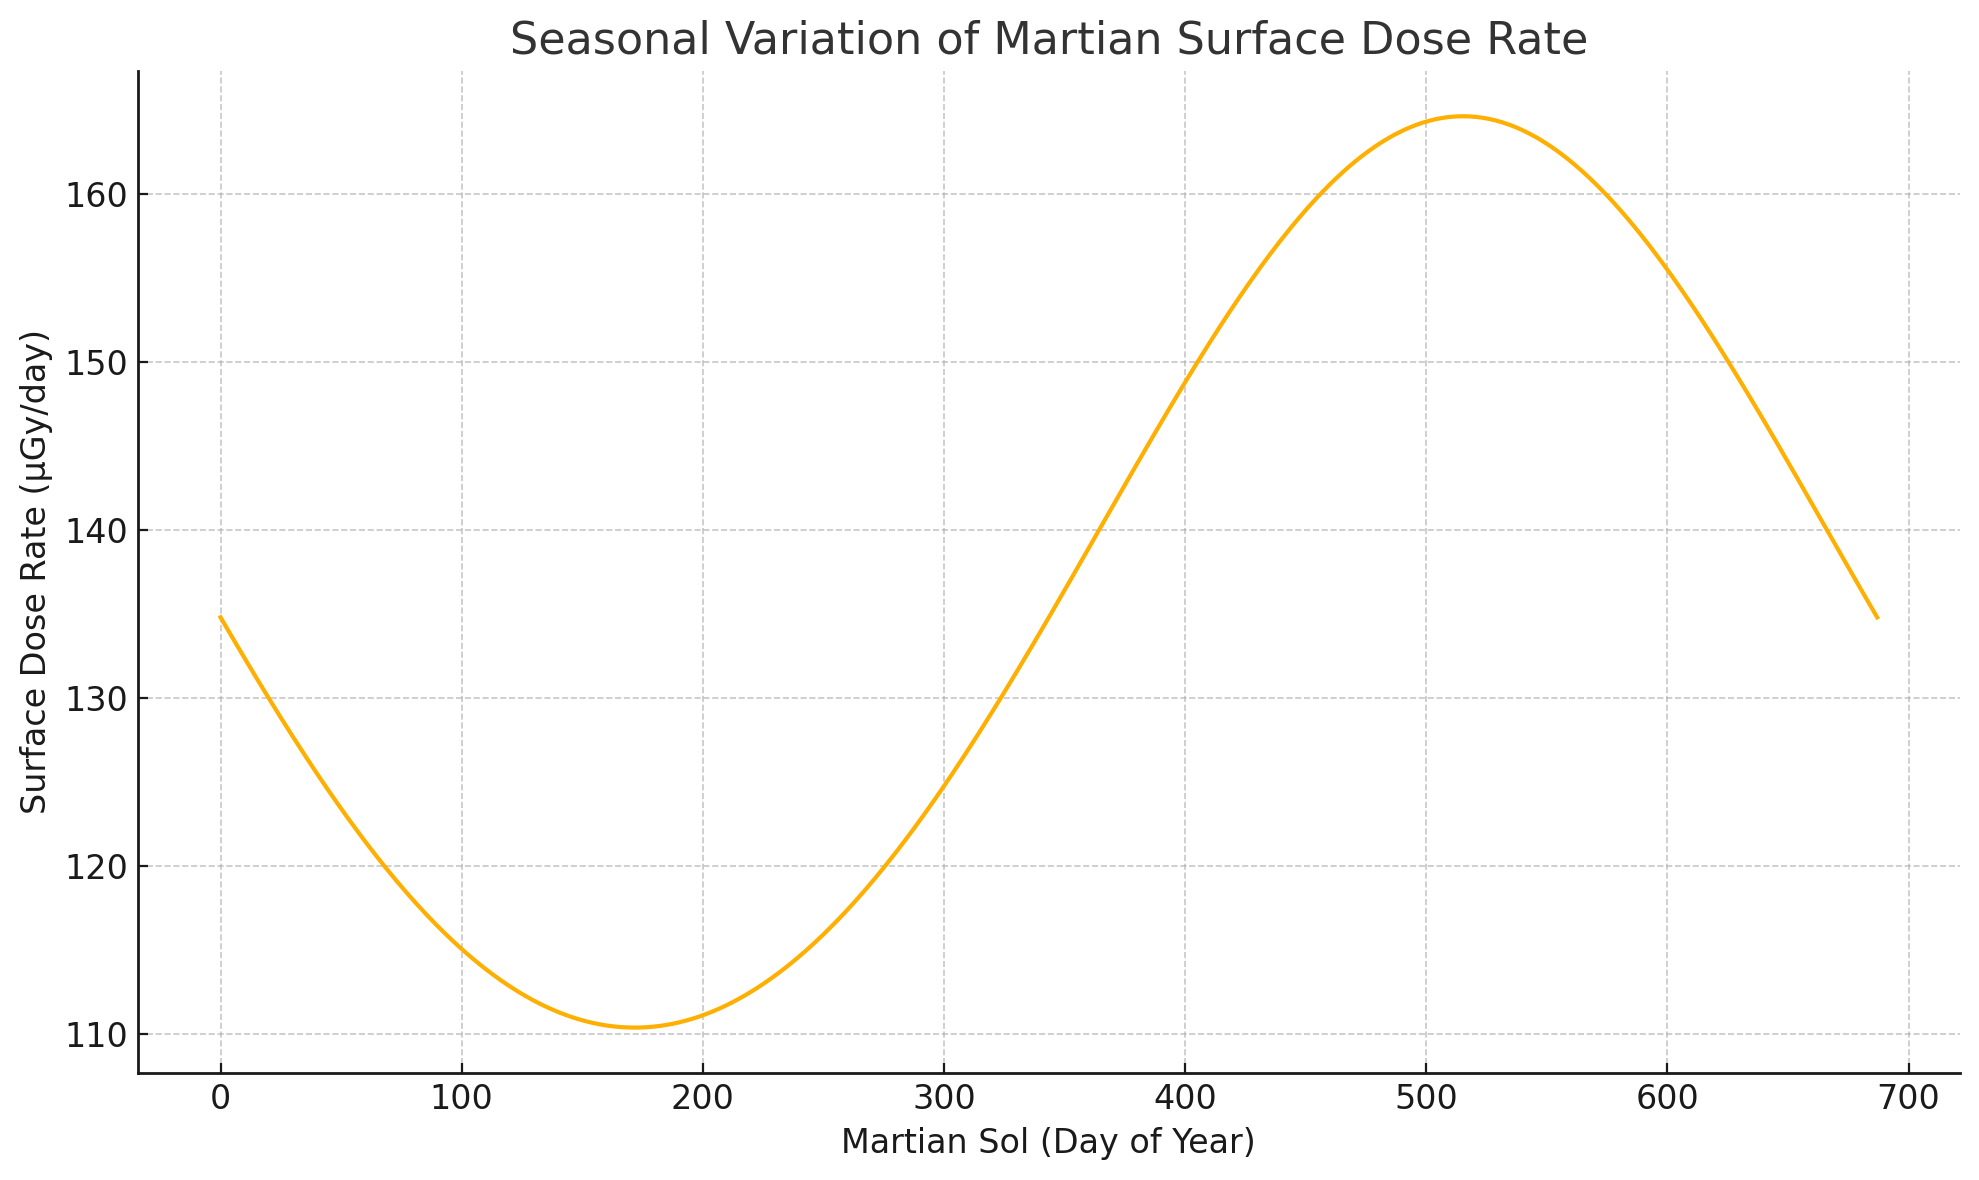 Seasonal Variation of Martian Surface Dose Rate
Surface Dose Rate (μGy/day)
160
150
140
130
120
110
0 100 200 300 400 500 600 700
Martian Sol (Day of Year)